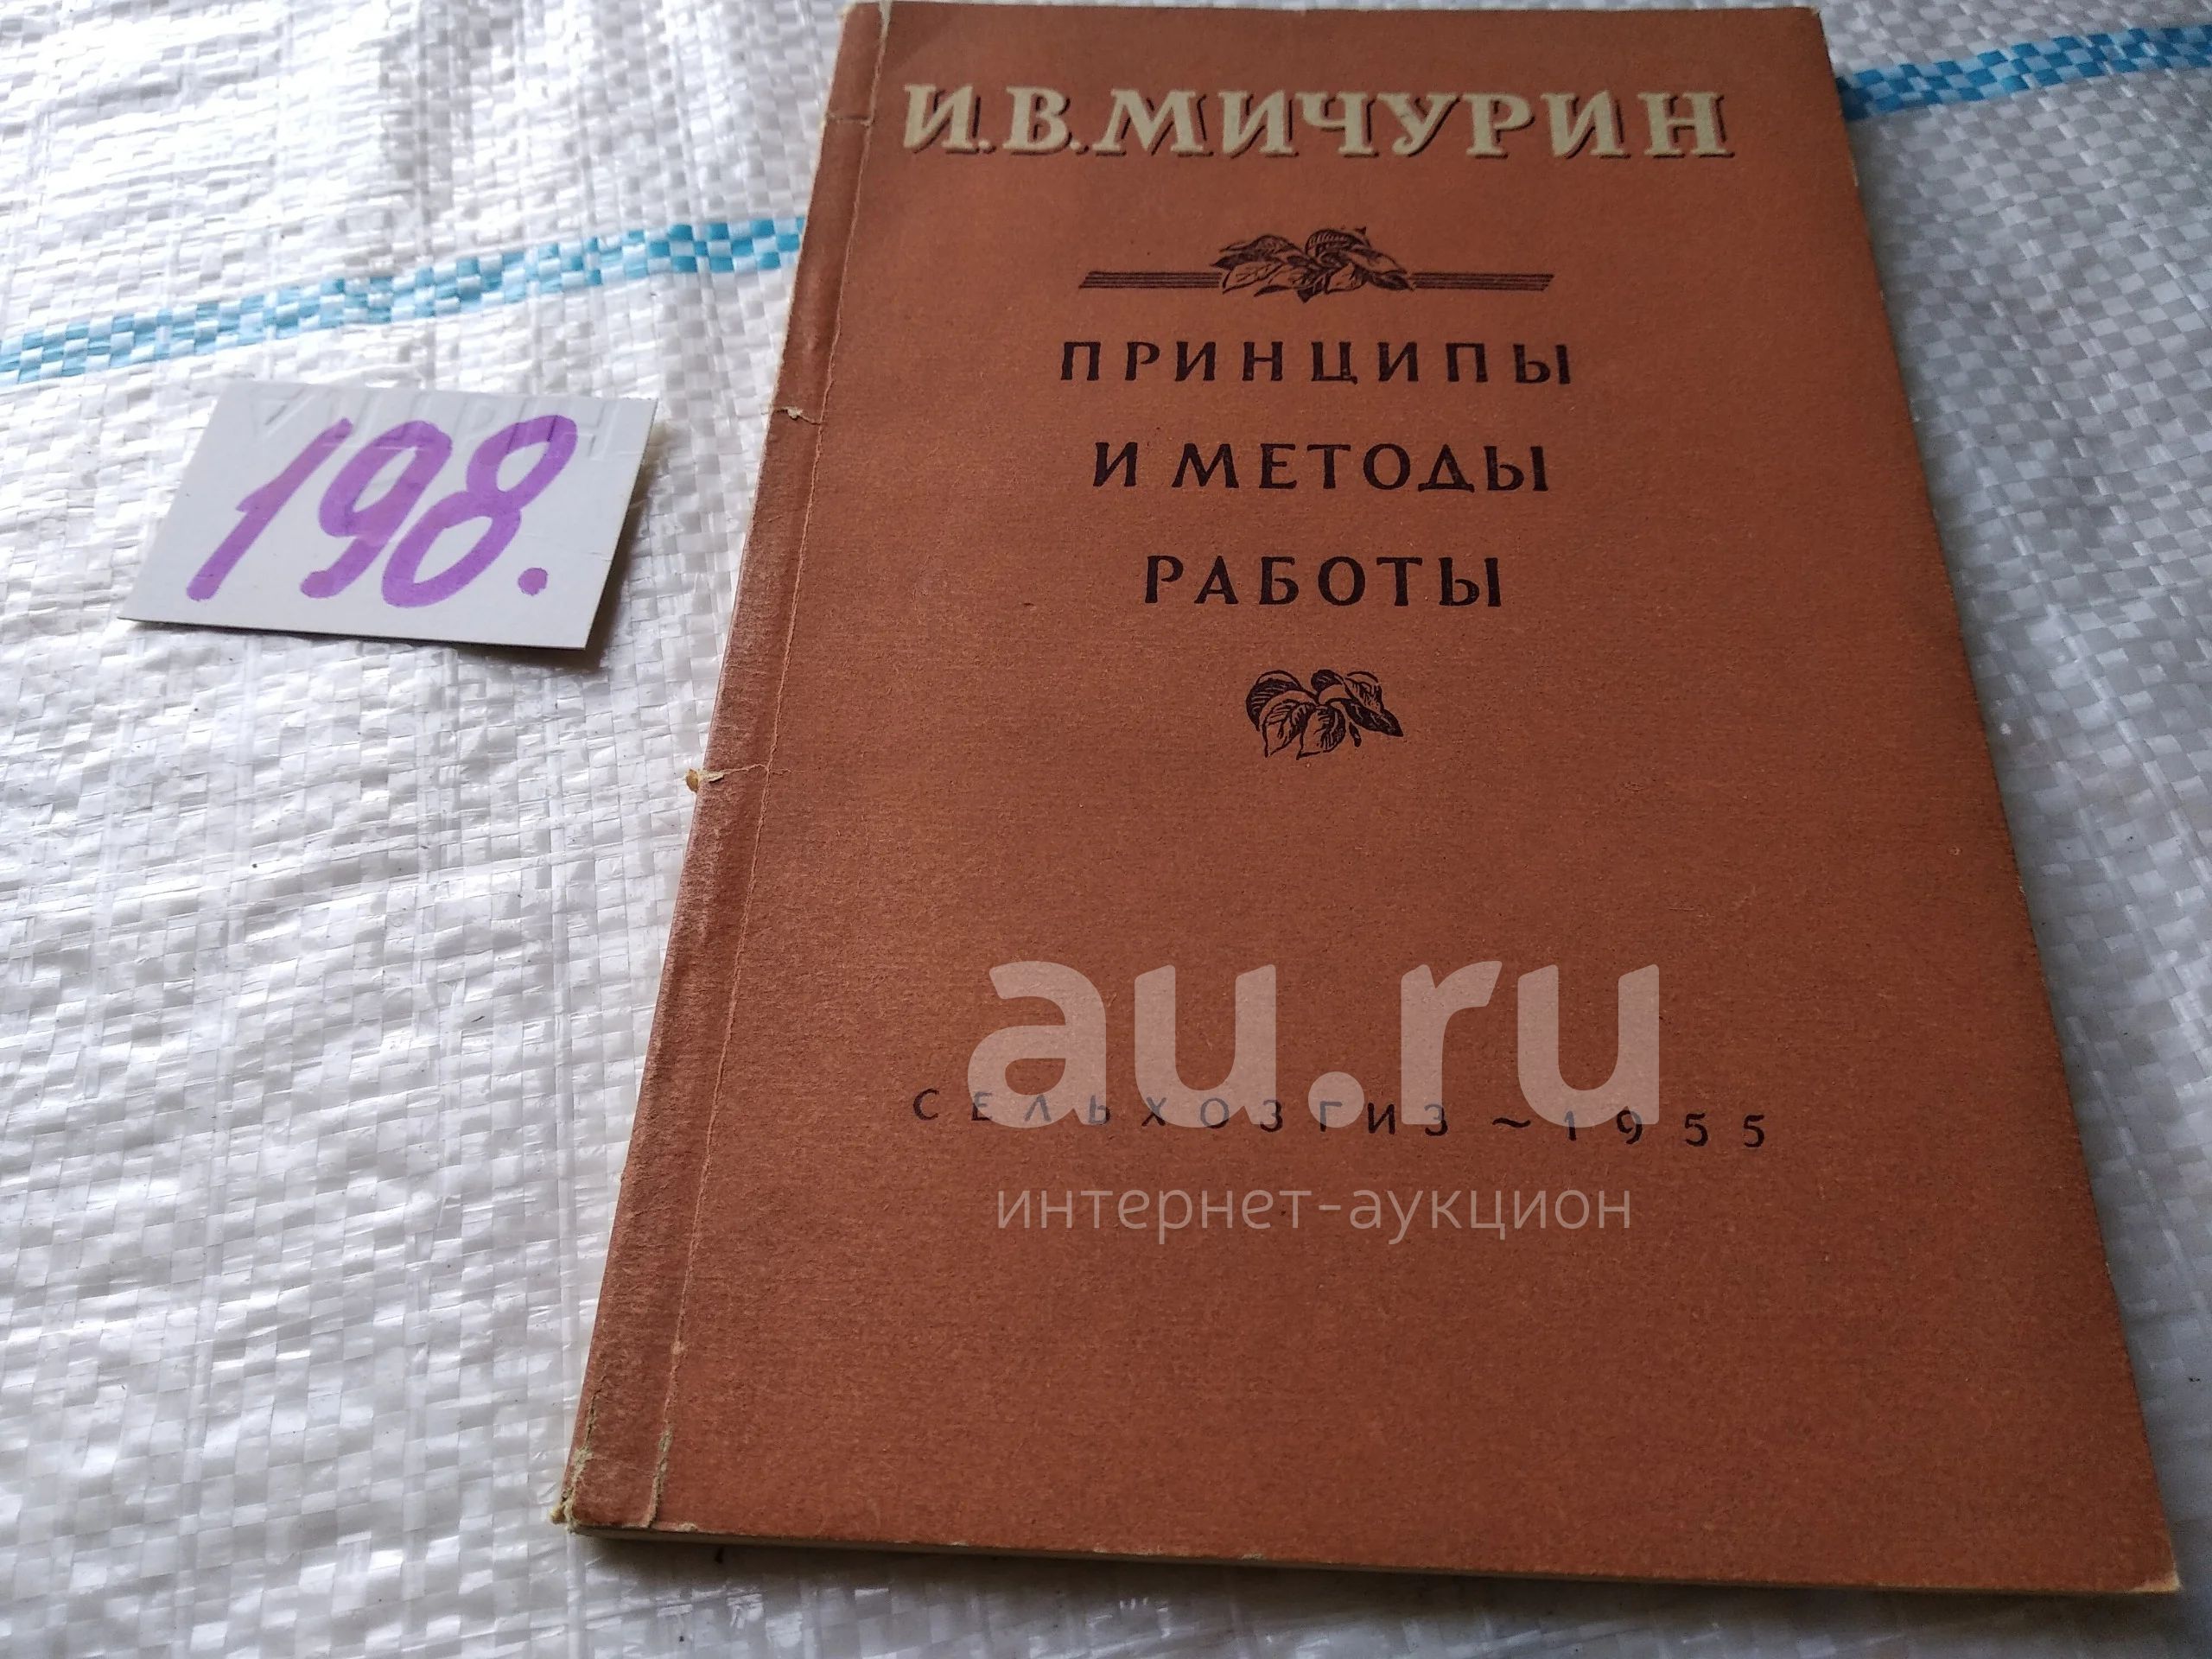 И.В.МИЧУРИН
ПРИНЦИПЫ
И МЕТОДЫ
РАБОТЫ
198.
au.ru
СЕЛЬХОЗГИЗ ~ 1955
интернет-аукцион